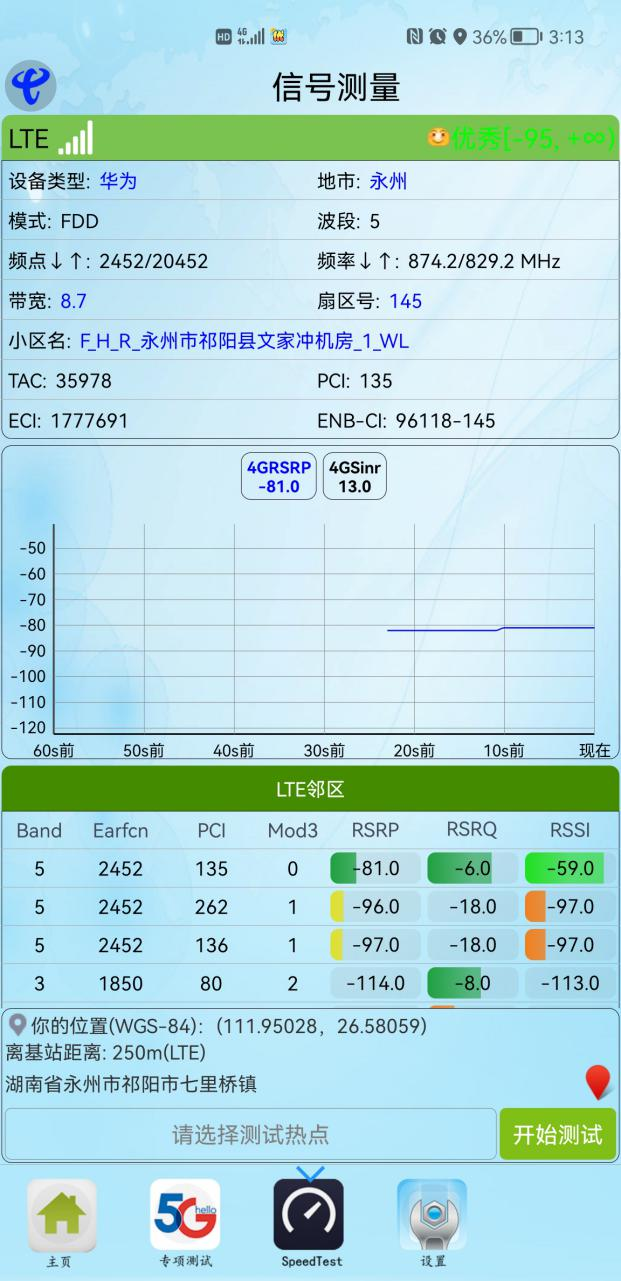 HD 4G 36% 3:13
信号测量
LTE 优秀[-95, +∞)
设备类型: 华为 地市: 永州
模式: FDD 波段: 5
频点↓↑: 2452/20452 频率↓↑: 874.2/829.2 MHz
带宽: 8.7 扇区号: 145
小区名: F_H_R_永州市祁阳县文家冲机房_1_WL
TAC: 35978 PCI: 135
ECI: 1777691 ENB-CI: 96118-145
4GRSRP 4GSinr
-81.0 13.0
-50
-60
-70
-80
-90
-100
-110
-120
60s前 50s前 40s前 30s前 20s前 10s前 现在
LTE邻区
Band Earfcn PCI Mod3 RSRP RSRQ RSSI
5 2452 135 0 -81.0 -6.0 -59.0
5 2452 262 1 -96.0 -18.0 -97.0
5 2452 136 1 -97.0 -18.0 -97.0
3 1850 80 2 -114.0 -8.0 -113.0
你的位置(WGS-84): (111.95028, 26.58059)
离基站距离: 250m(LTE)
湖南省永州市祁阳市七里桥镇
请选择测试热点 开始测试
5G hello
主页 专项测试 SpeedTest 设置